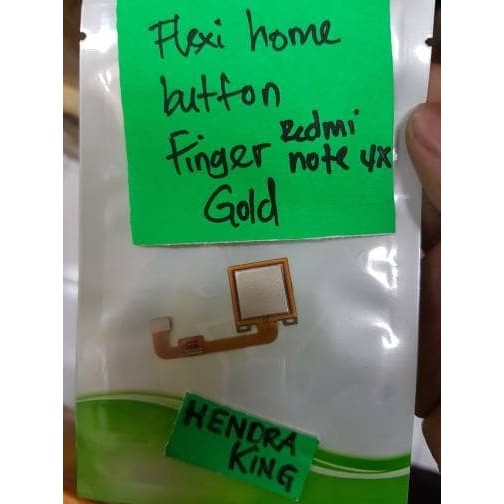 Flexi home
button
Finger Redmi note 4x
Gold
HENDRA
KING